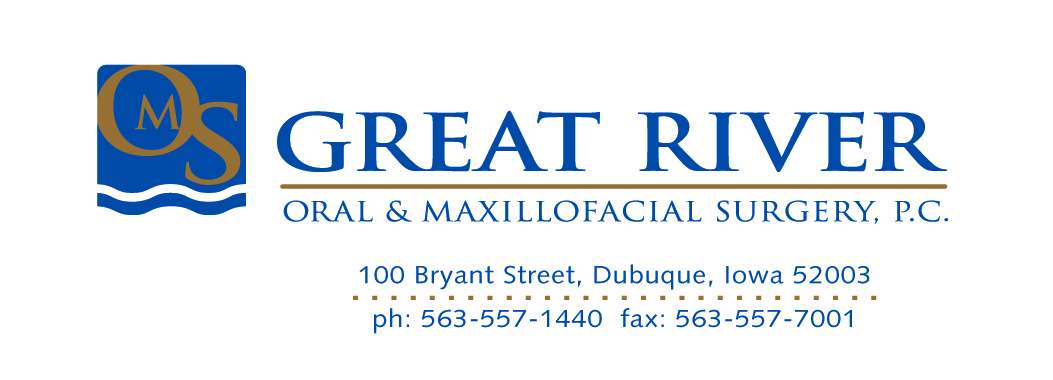 OMS
GREAT RIVER
ORAL & MAXILLOFACIAL SURGERY, P.C.
100 Bryant Street, Dubuque, Iowa 52003
ph: 563-557-1440 fax: 563-557-7001